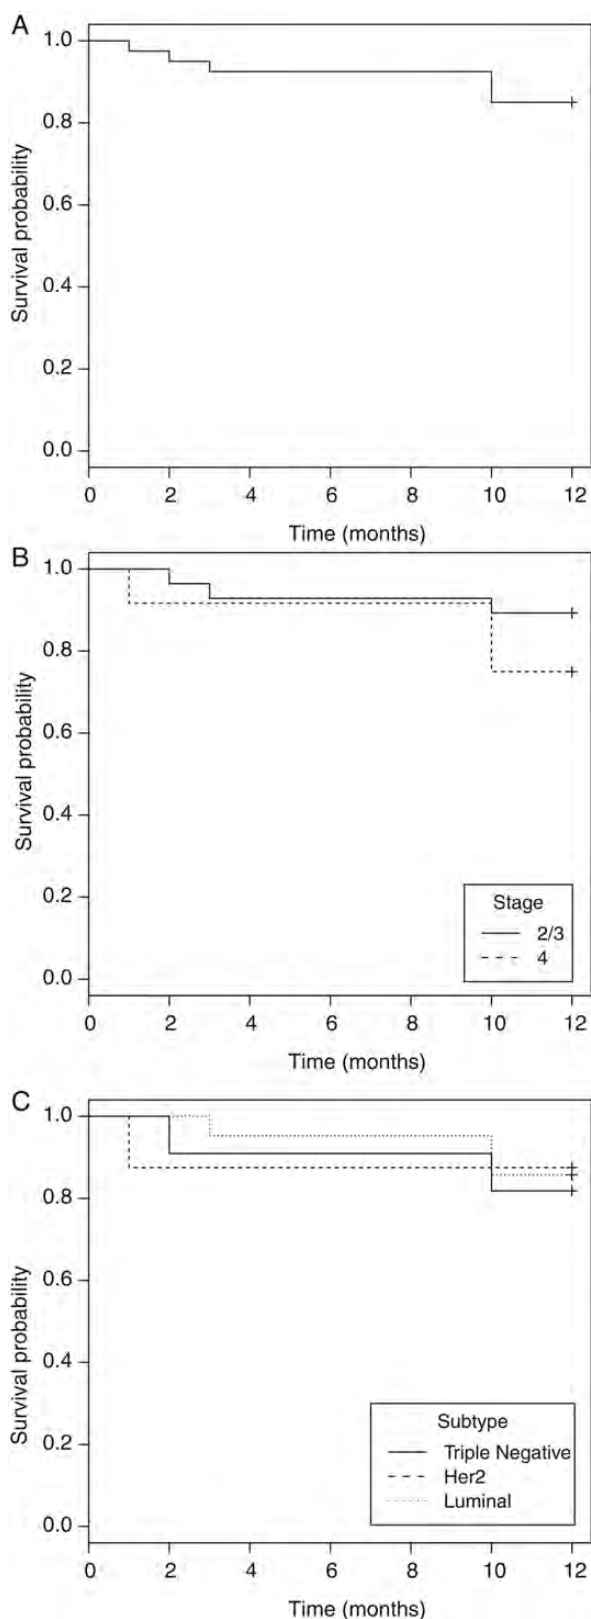 A
1.0
0.8
0.6
0.4
0.2
0.0
Survival probability
0 2 4 6 8 10 12
Time (months)
B
1.0
0.8
0.6
0.4
0.2
0.0
Survival probability
Stage
2/3
4
0 2 4 6 8 10 12
Time (months)
C
1.0
0.8
0.6
0.4
0.2
0.0
Survival probability
Subtype
Triple Negative
Her2
Luminal
0 2 4 6 8 10 12
Time (months)